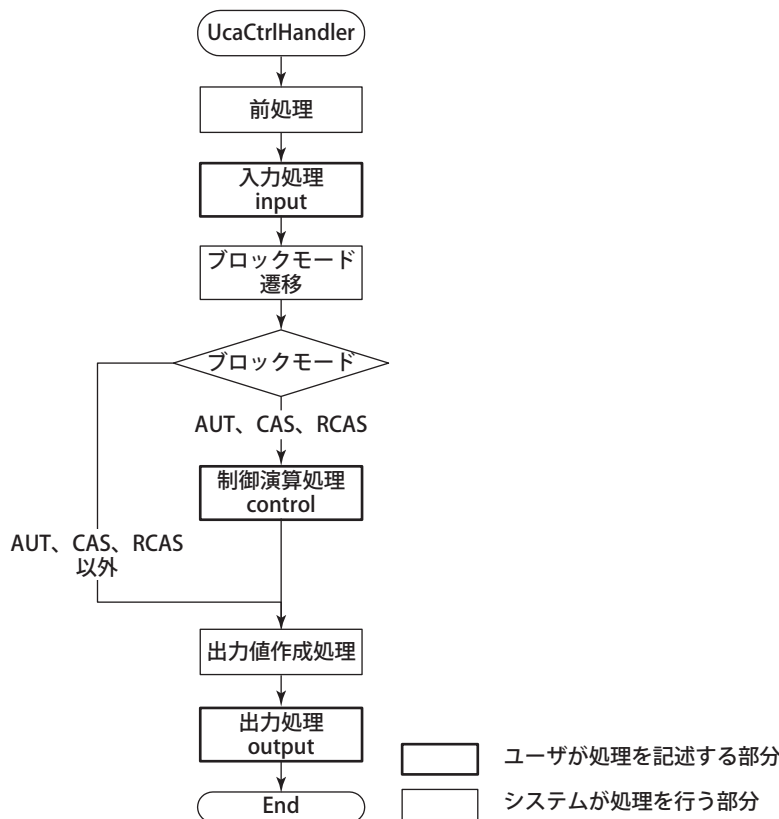 UcaCtrlHandler
前処理
入力処理
input
ブロックモード
遷移
ブロックモード
AUT、CAS、RCAS
制御演算処理
control
AUT、CAS、RCAS
以外
出力値作成処理
出力処理
output
End
ユーザが処理を記述する部分
システムが処理を行う部分